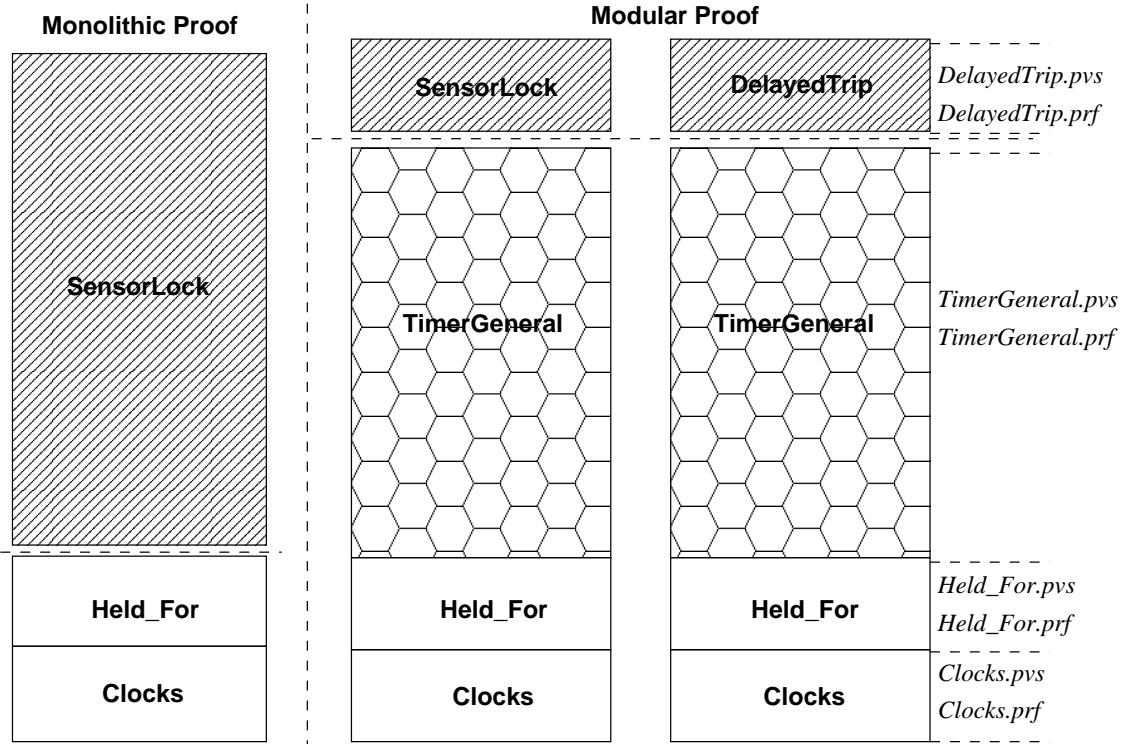 Monolithic Proof
Modular Proof
SensorLock
DelayedTrip
DelayedTrip.pvs
DelayedTrip.prf
SensorLock
TimerGeneral
TimerGeneral
TimerGeneral.pvs
TimerGeneral.prf
Held_For
Held_For
Held_For
Held_For.pvs
Held_For.prf
Clocks
Clocks
Clocks
Clocks.pvs
Clocks.prf